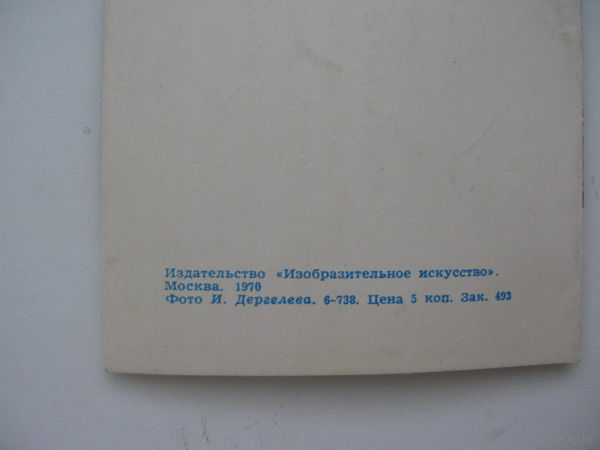 Издательство «Изобразительное искусство».
Москва. 1970
Фото И. Дергелева. 6-738. Цена 5 коп. Зак. 493